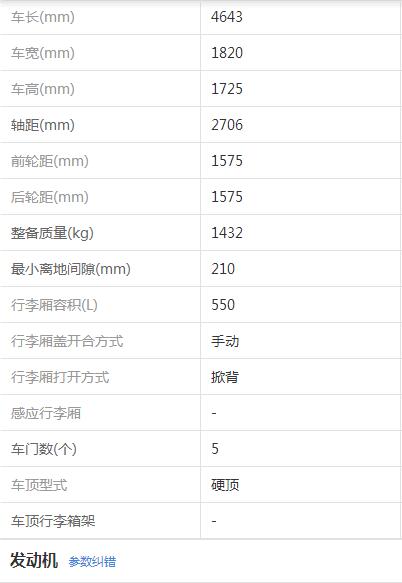 车长(mm) 4643
车宽(mm) 1820
车高(mm) 1725
轴距(mm) 2706
前轮距(mm) 1575
后轮距(mm) 1575
整备质量(kg) 1432
最小离地间隙(mm) 210
行李厢容积(L) 550
行李厢盖开合方式 手动
行李厢打开方式 掀背
感应行李厢 -
车门数(个) 5
车顶型式 硬顶
车顶行李箱架 -
发动机 参数纠错